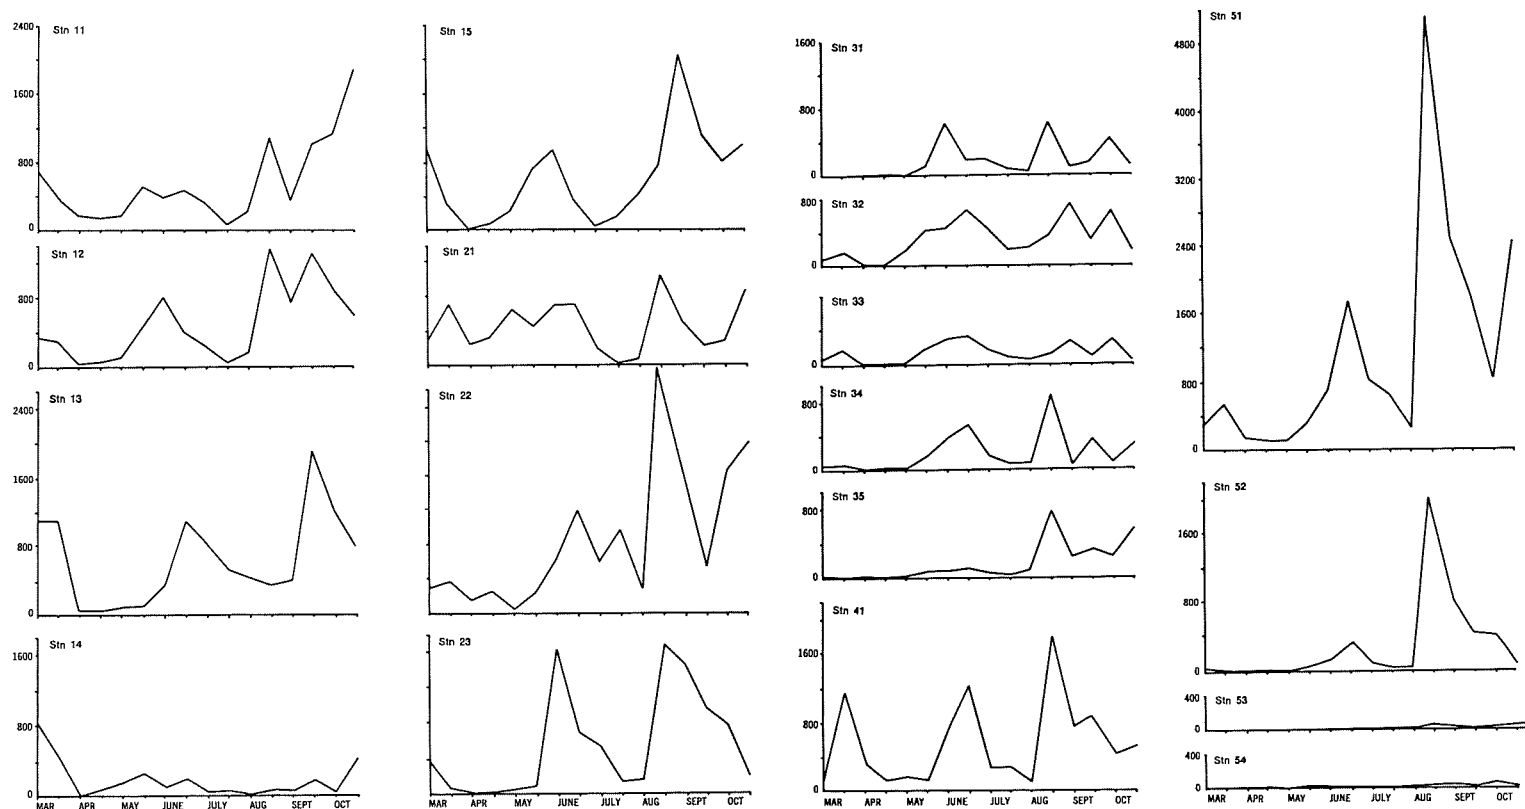 Stn 11
2400
1600
800
0
Stn 12
800
0
Stn 13
2400
1600
800
0
Stn 14
1600
800
0
MAR APR MAY JUNE JULY AUG SEPT OCT
Stn 15
Stn 21
Stn 22
Stn 23
MAR APR MAY JUNE JULY AUG SEPT OCT
Stn 31
1600
800
0
Stn 32
800
0
Stn 33
800
0
Stn 34
800
0
Stn 35
800
0
Stn 41
1600
800
0
MAR APR MAY JUNE JULY AUG SEPT OCT
Stn 51
4800
4000
3200
2400
1600
800
0
Stn 52
1600
800
0
Stn 53
400
0
Stn 54
400
0
MAR APR MAY JUNE JULY AUG SEPT OCT